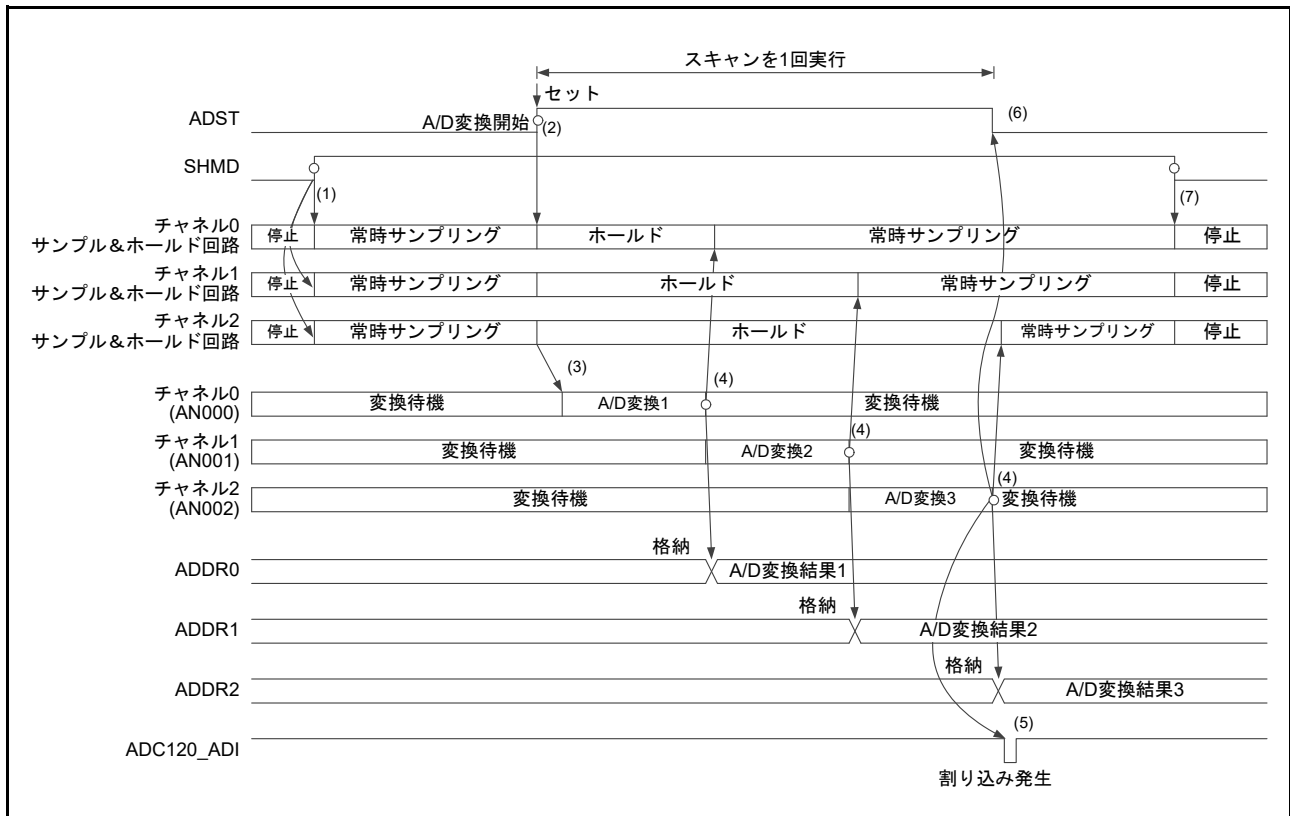 スキャンを1回実行
セット
ADST
A/D変換開始
(2)
(6)
SHMD
(1)
(7)
チャネル0
サンプル&ホールド回路
停止
常時サンプリング
ホールド
常時サンプリング
停止
チャネル1
サンプル&ホールド回路
停止
常時サンプリング
ホールド
常時サンプリング
停止
チャネル2
サンプル&ホールド回路
停止
常時サンプリング
ホールド
常時サンプリング
停止
(3)
(4)
チャネル0
(AN000)
変換待機
A/D変換1
変換待機
(4)
チャネル1
(AN001)
変換待機
A/D変換2
変換待機
(4)
チャネル2
(AN002)
変換待機
A/D変換3
変換待機
格納
ADDR0
A/D変換結果1
格納
ADDR1
A/D変換結果2
格納
ADDR2
A/D変換結果3
(5)
ADC120_ADI
割り込み発生